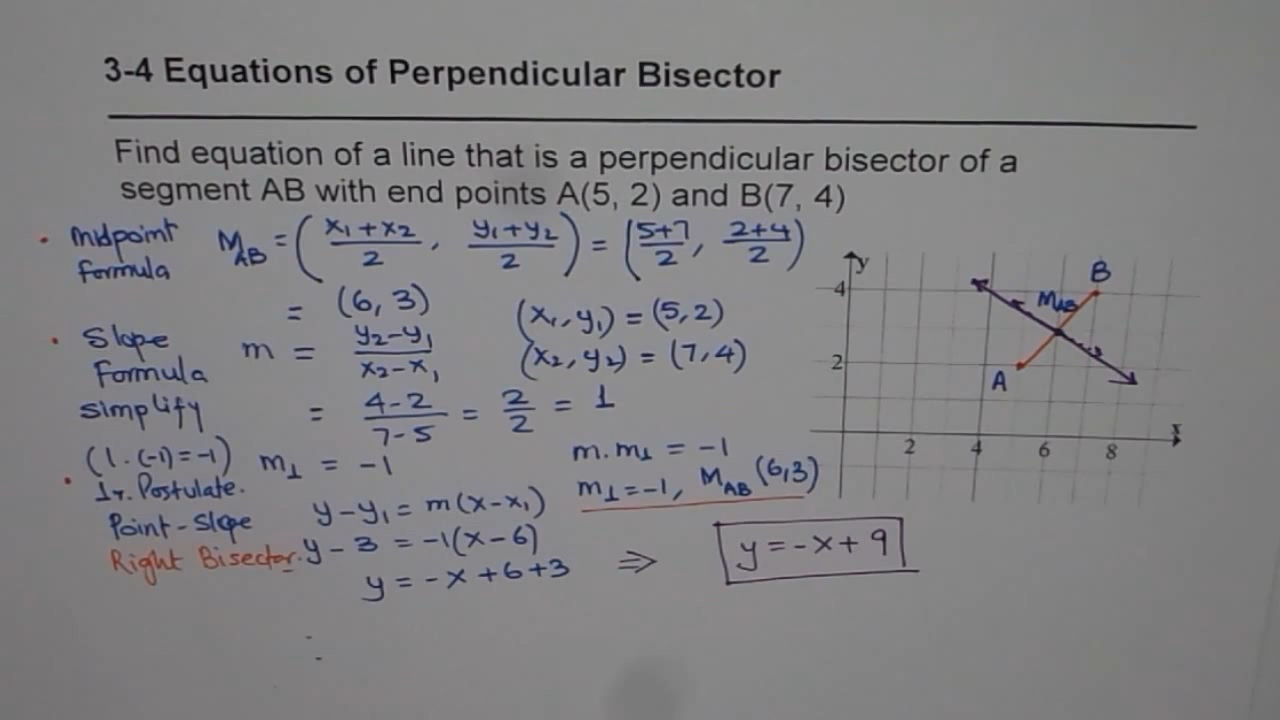 3-4 Equations of Perpendicular Bisector
Find equation of a line that is a perpendicular bisector of a
segment AB with end points A(5, 2) and B(7, 4)
• Midpoint formula M_AB = ( (x₁+x₂)/2 , (y₁+y₂)/2 ) = ( (5+7)/2 , (2+4)/2 )
= (6, 3)
(x₁, y₁) = (5, 2)
• Slope Formula m = (y₂-y₁)/(x₂-x₁)
(x₂, y₂) = (7, 4)
Simplify = (4-2)/(7-5) = 2/2 = 1
(1·(-1) = -1) m⊥ = -1
m·m⊥ = -1
• Lr. Postulate.
m⊥ = -1, M_AB (6,3)
Point-Slope y-y₁ = m(x-x₁)
Right Bisector. y-3 = -1(x-6)
y = -x+6+3 ⇒ y = -x+9
y
B
4
M_AB
2
A
x
2 4 6 8